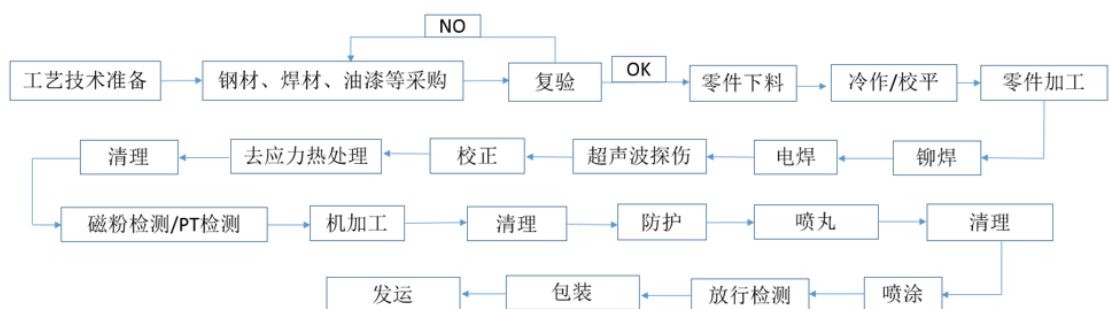 NO
工艺技术准备
钢材、焊材、油漆等采购
复验
OK
零件下料
冷作/校平
零件加工
铆焊
电焊
超声波探伤
校正
去应力热处理
清理
磁粉检测/PT检测
机加工
清理
防护
喷丸
清理
喷涂
放行检测
包装
发运